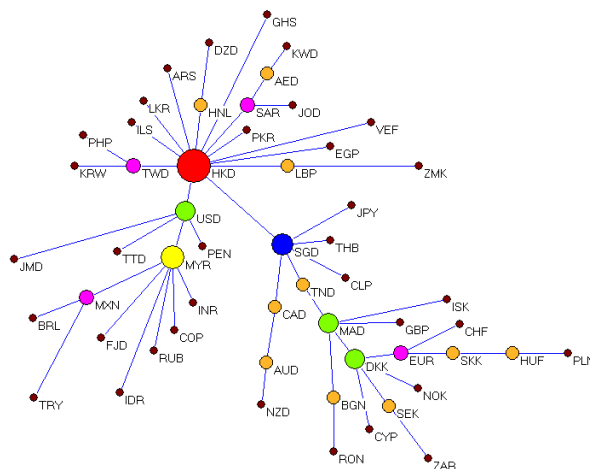 GHS
DZD
KWD
ARS
AED
LKR
HNL
SAR
JOD
ILS
VEF
PHP
PKR
EGP
KRW
TWD
HKD
LBP
ZMK
JPY
USD
THB
PEN
SGD
JMD
TTD
MYR
CLP
TND
MXN
INR
ISK
CAD
BRL
COP
MAD
GBP
CHF
FJD
RUB
EUR
SKK
HUF
PLN
AUD
DKK
TRY
IDR
NZD
BGN
SEK
NOK
CYP
RON
ZAR